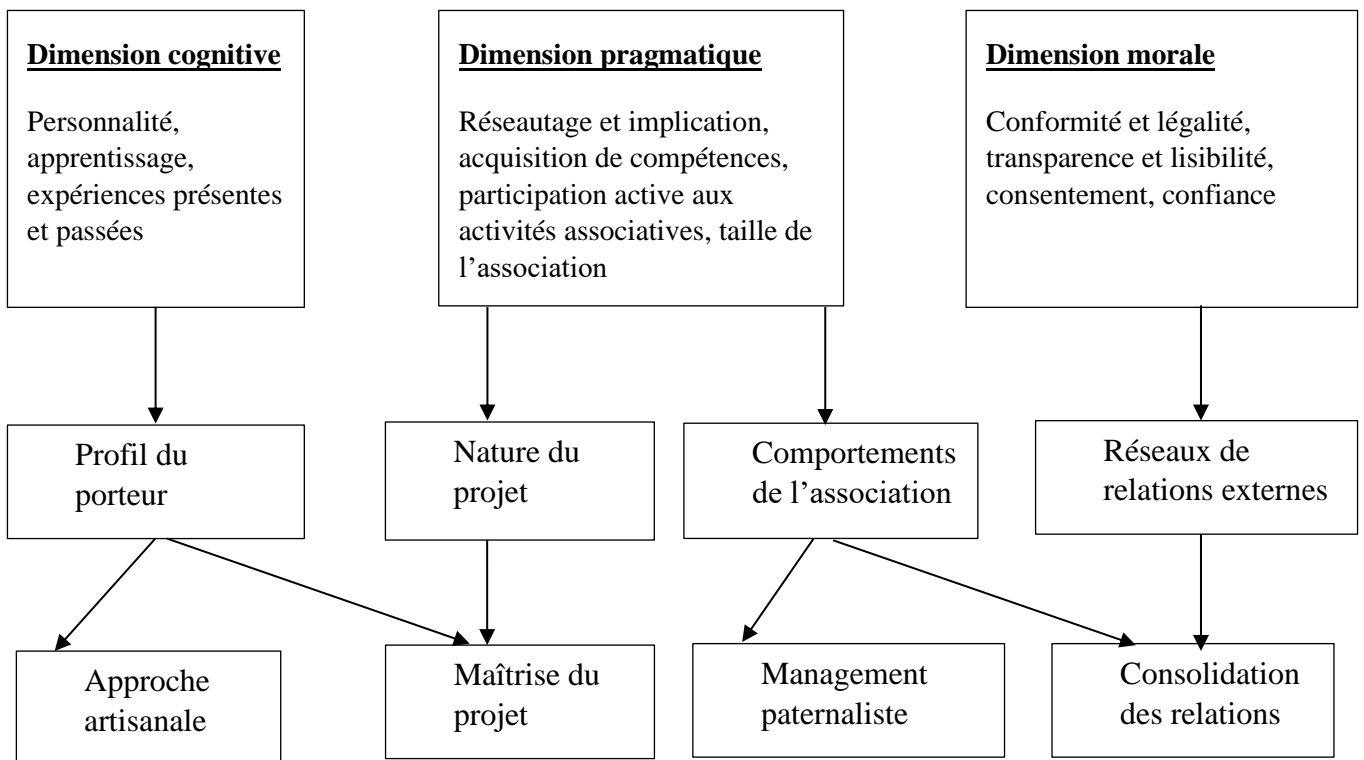 Dimension cognitive
Personnalité,
apprentissage,
expériences présentes
et passées
Dimension pragmatique
Réseautage et implication,
acquisition de compétences,
participation active aux
activités associatives, taille de
l’association
Dimension morale
Conformité et légalité,
transparence et lisibilité,
consentement, confiance
Profil du
porteur
Nature du
projet
Comportements
de l’association
Réseaux de
relations externes
Approche
artisanale
Maîtrise du
projet
Management
paternaliste
Consolidation
des relations